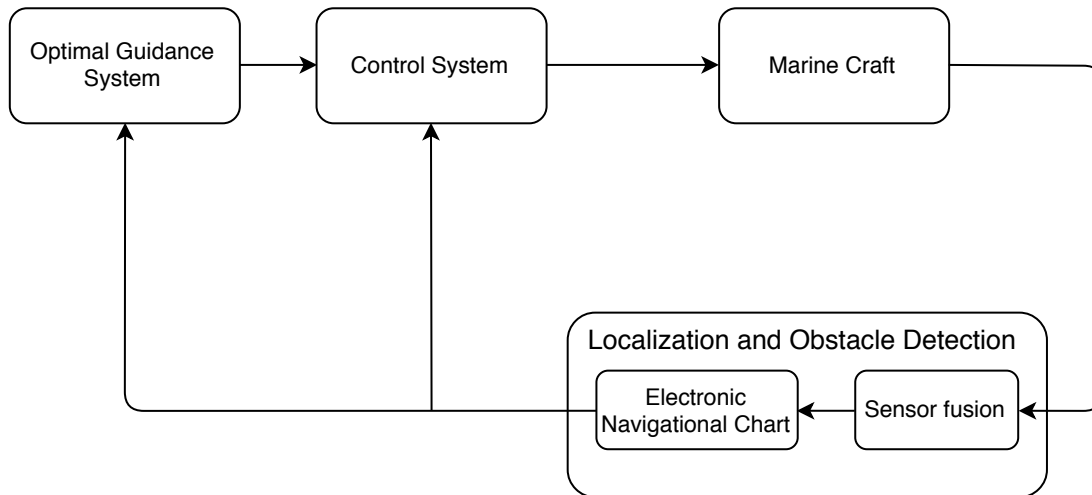 Optimal Guidance
System
Control System
Marine Craft
Localization and Obstacle Detection
Electronic
Navigational Chart
Sensor fusion